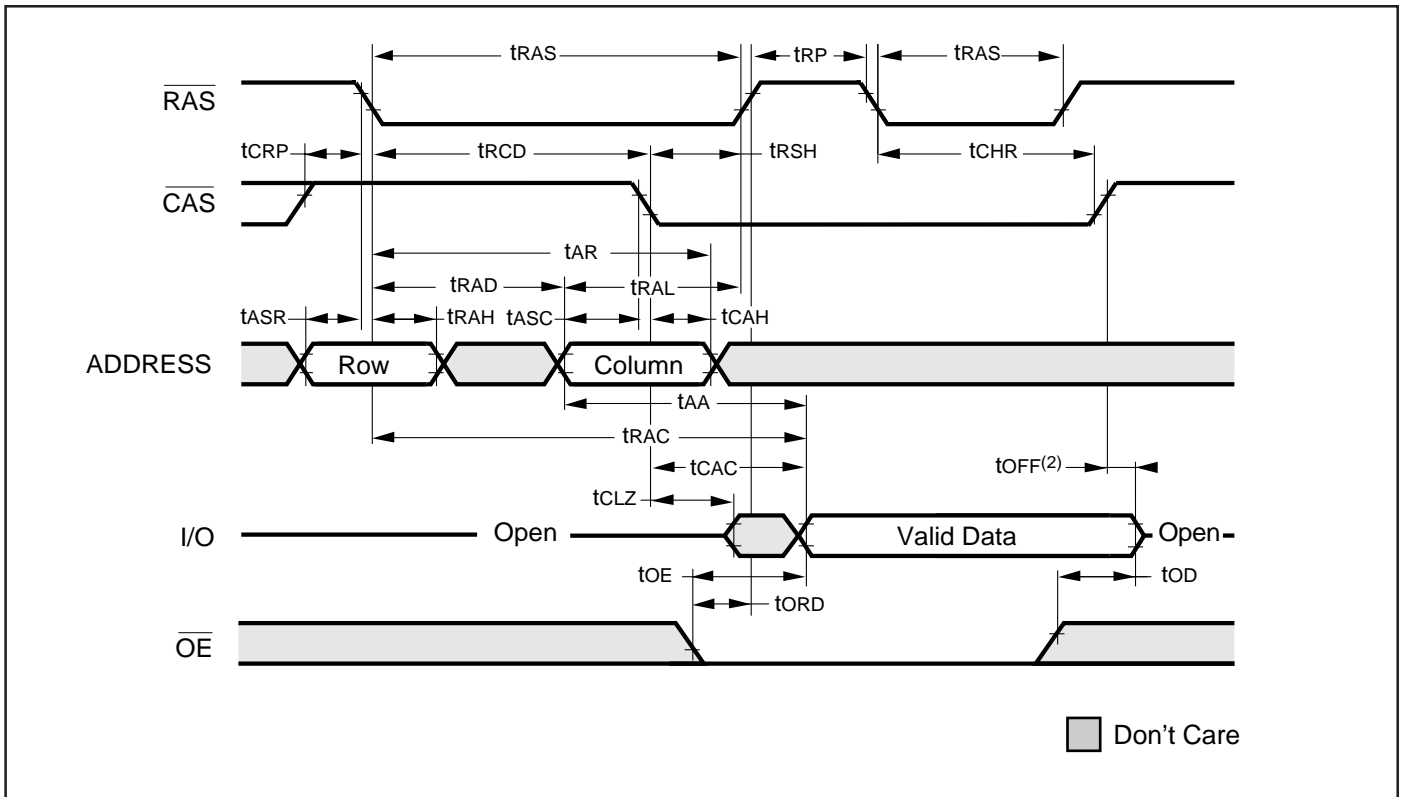 tRAS tRP tRAS
RAS
tCRP tRCD tRSH tCHR
CAS
tAR
tRAD tRAL
tASR tRAH tASC tCAH
ADDRESS Row Column
tAA
tRAC
tCAC tOFF(2)
tCLZ
I/O Open Valid Data Open
tOE tOD
tORD
OE
Don't Care